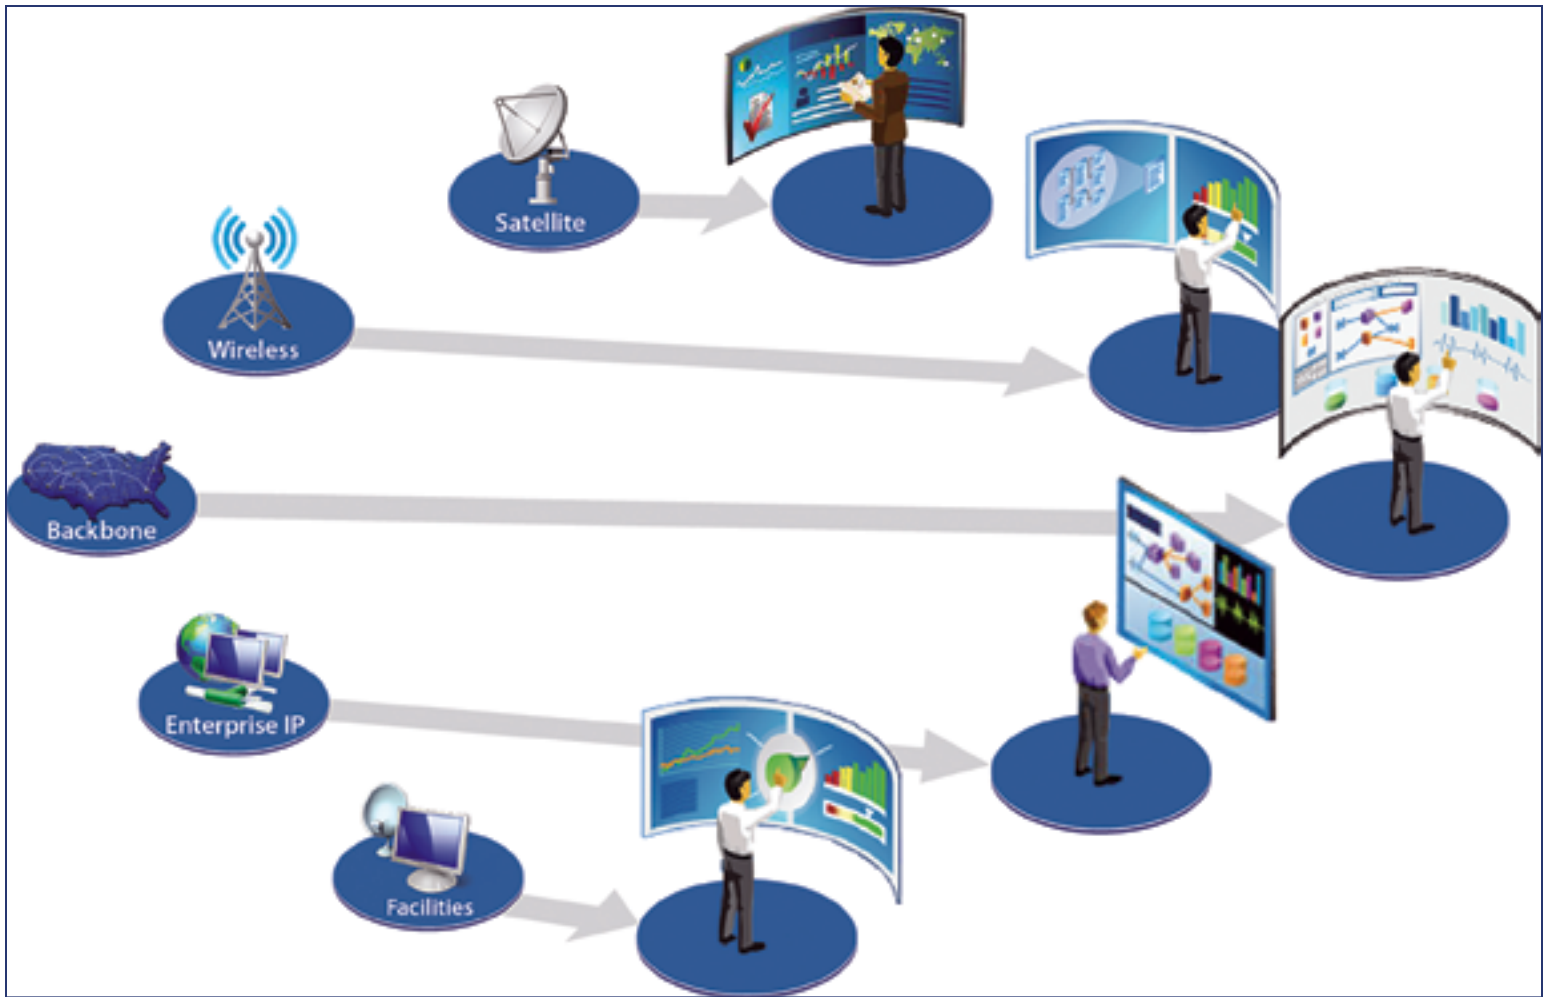 Satellite
Wireless
Backbone
Enterprise IP
Facilities